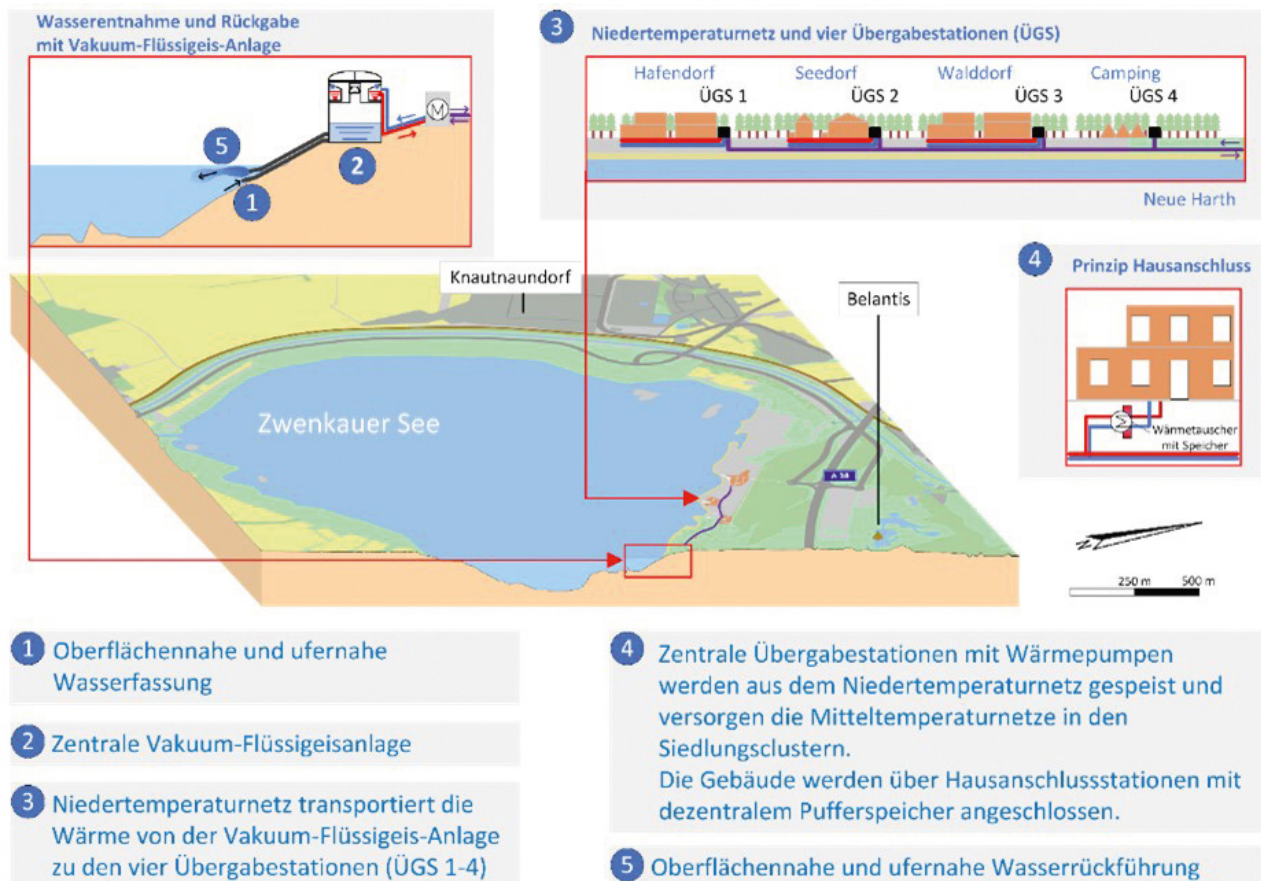 Wasserentnahme und Rückgabe
mit Vakuum-Flüssigeis-Anlage
M
5
2
1
3 Niedertemperaturnetz und vier Übergabestationen (ÜGS)
Hafendorf Seedorf Walddorf Camping
ÜGS 1 ÜGS 2 ÜGS 3 ÜGS 4
Neue Harth
4 Prinzip Hausanschluss
M
Wärmetauscher
mit Speicher
Knautnaundorf
Belantis
Zwenkauer See
A 38
N
250 m 500 m
1 Oberflächennahe und ufernahe
Wasserfassung
2 Zentrale Vakuum-Flüssigeisanlage
3 Niedertemperaturnetz transportiert die
Wärme von der Vakuum-Flüssigeis-Anlage
zu den vier Übergabestationen (ÜGS 1-4)
4 Zentrale Übergabestationen mit Wärmepumpen
werden aus dem Niedertemperaturnetz gespeist und
versorgen die Mitteltemperaturnetze in den
Siedlungsclustern.
Die Gebäude werden über Hausanschlussstationen mit
dezentralem Pufferspeicher angeschlossen.
5 Oberflächennahe und ufernahe Wasserrückführung